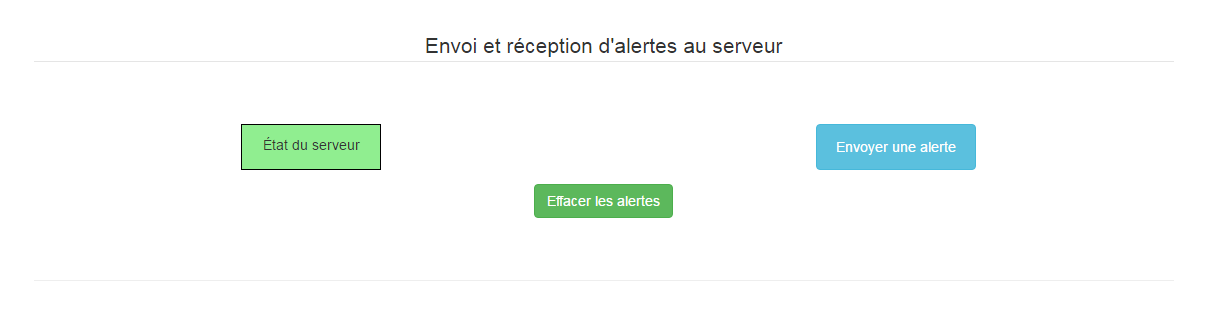 Envoi et réception d'alertes au serveur
État du serveur
Envoyer une alerte
Effacer les alertes